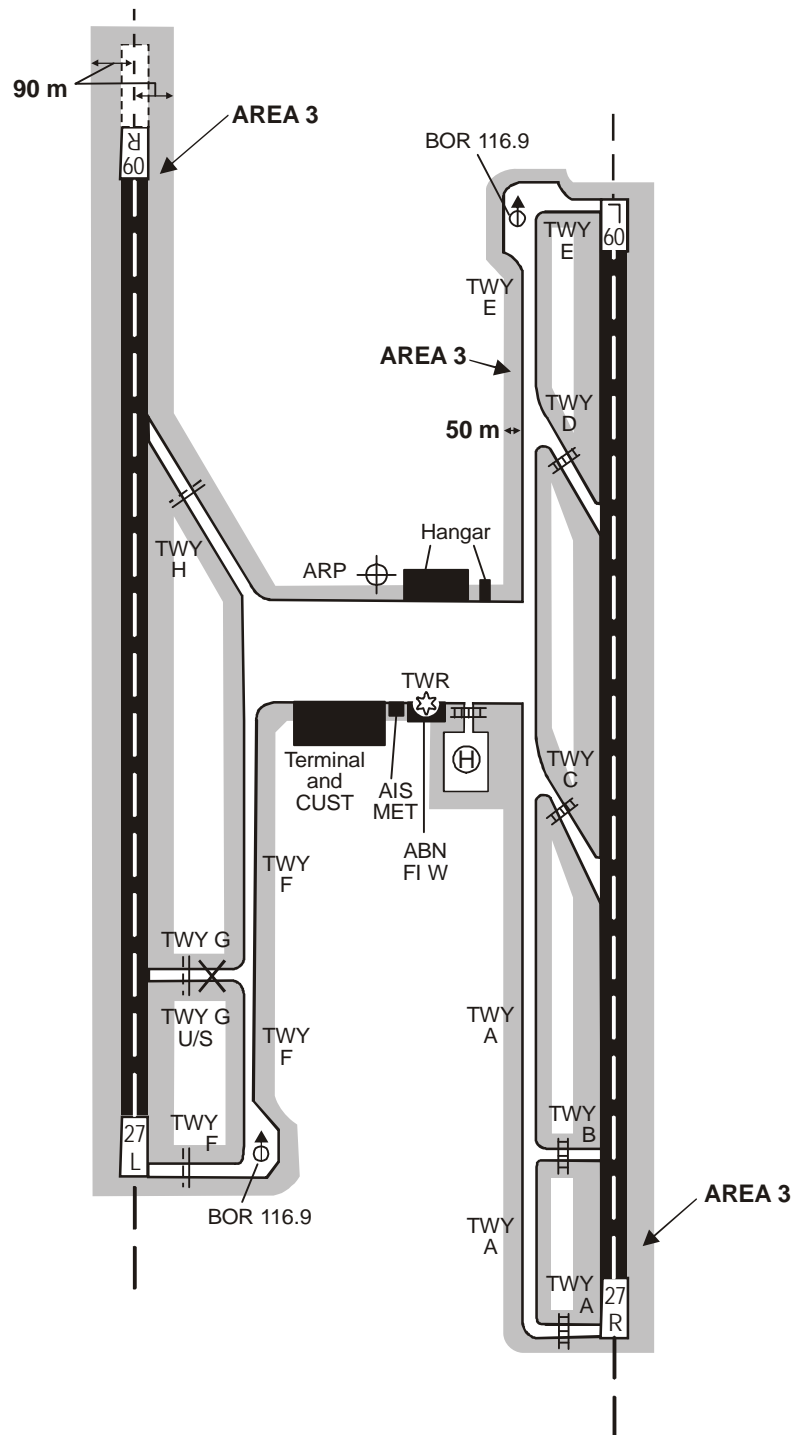 90 m
AREA 3
09
R
BOR 116.9
09
L
TWY
E
TWY
E
AREA 3
50 m
TWY
D
Hangar
ARP
TWY
H
TWR
H
Terminal
and
CUST
AIS
MET
ABN
FI W
TWY
C
TWY
F
TWY G
TWY G
U/S
TWY
F
TWY
A
27
L
TWY
F
TWY
B
BOR 116.9
AREA 3
TWY
A
TWY
A
27
R